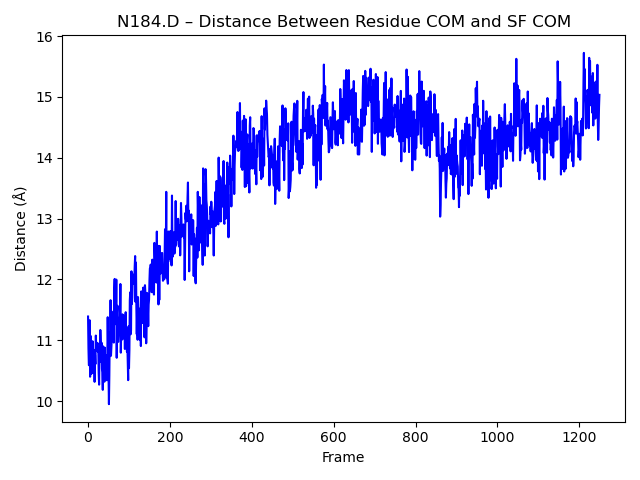 N184.D – Distance Between Residue COM and SF COM
16
15
14
13
12
11
10
Distance (Å)
0 200 400 600 800 1000 1200
Frame